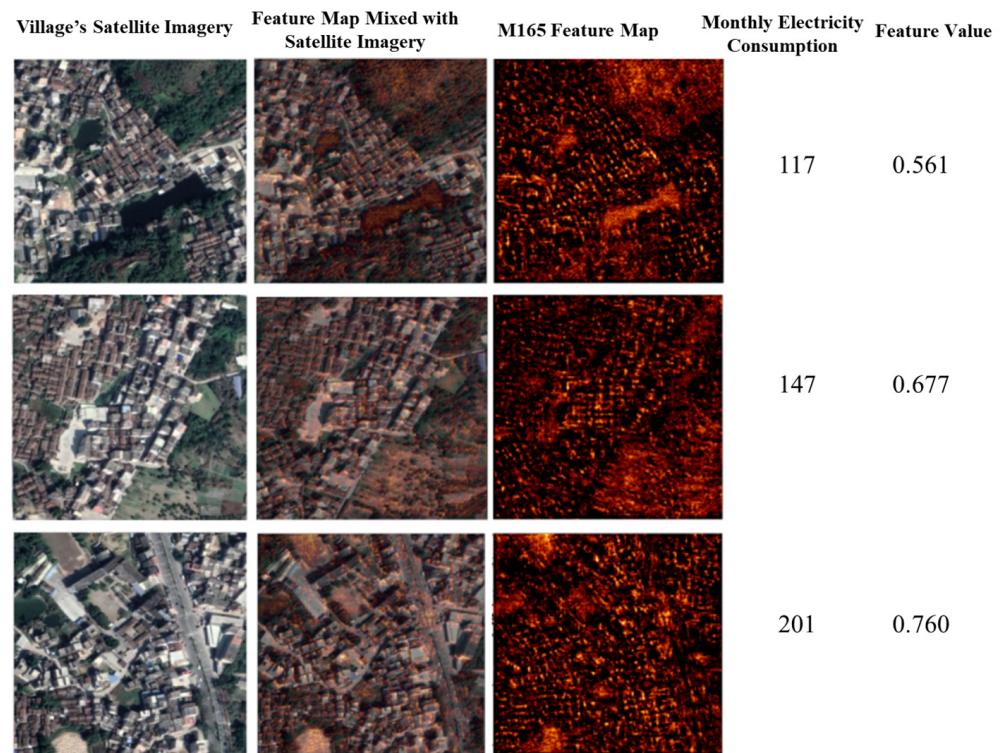 Village's Satellite Imagery
Feature Map Mixed with
Satellite Imagery
M165 Feature Map
Monthly Electricity
Consumption
Feature Value
117
0.561
147
0.677
201
0.760